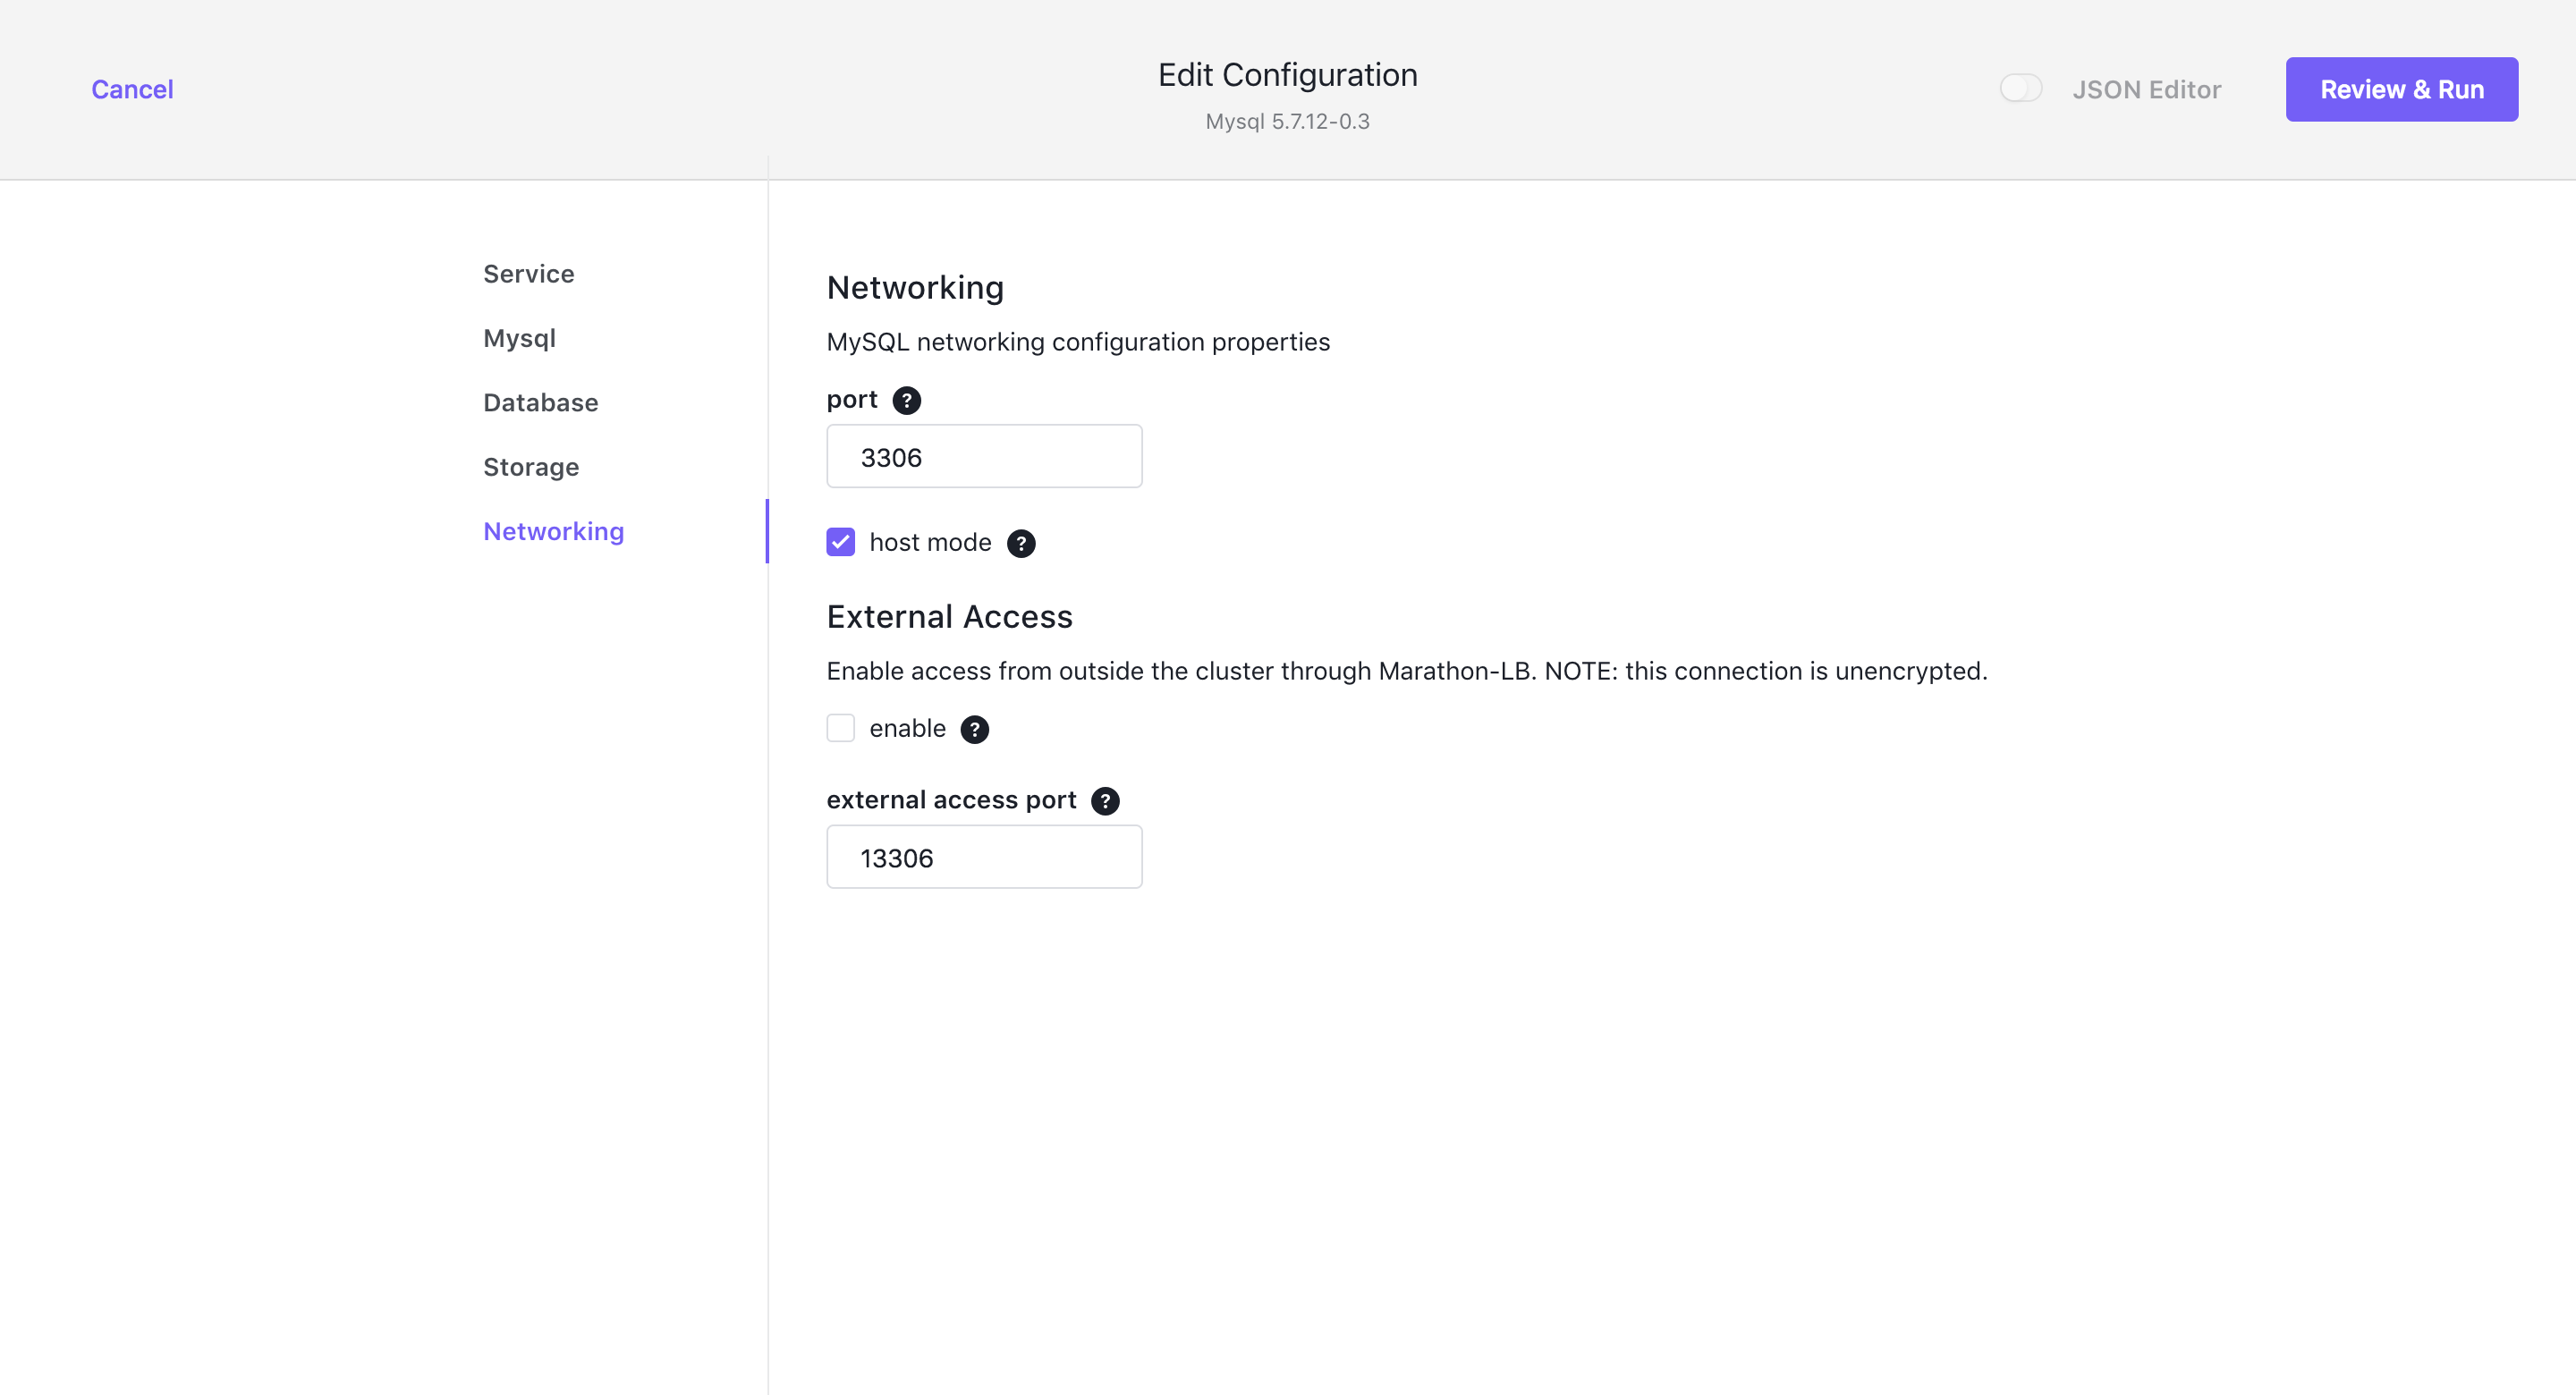 Cancel
Edit Configuration
Mysql 5.7.12-0.3
JSON Editor
Review & Run
Service
Mysql
Database
Storage
Networking
Networking
MySQL networking configuration properties
port ?
3306
host mode ?
External Access
Enable access from outside the cluster through Marathon-LB. NOTE: this connection is unencrypted.
enable ?
external access port ?
13306